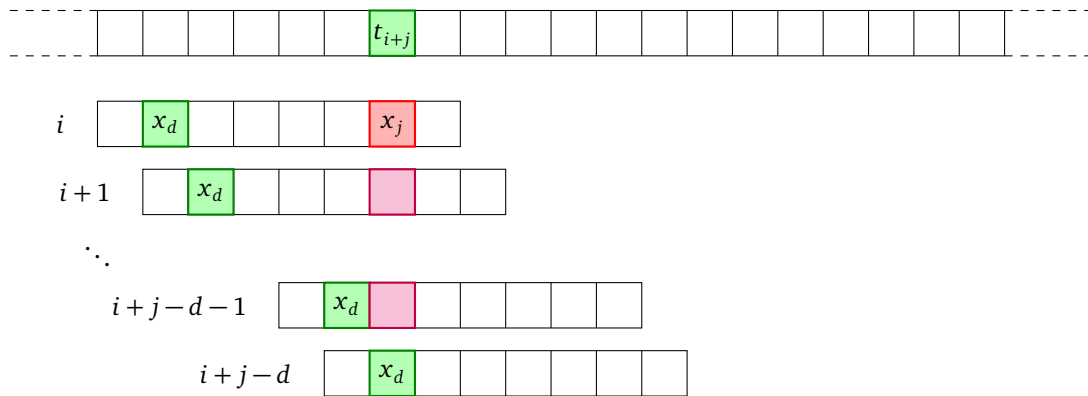 t_{i+j}
i x_d x_j
i + 1 x_d
⋱
i + j − d − 1 x_d
i + j − d x_d